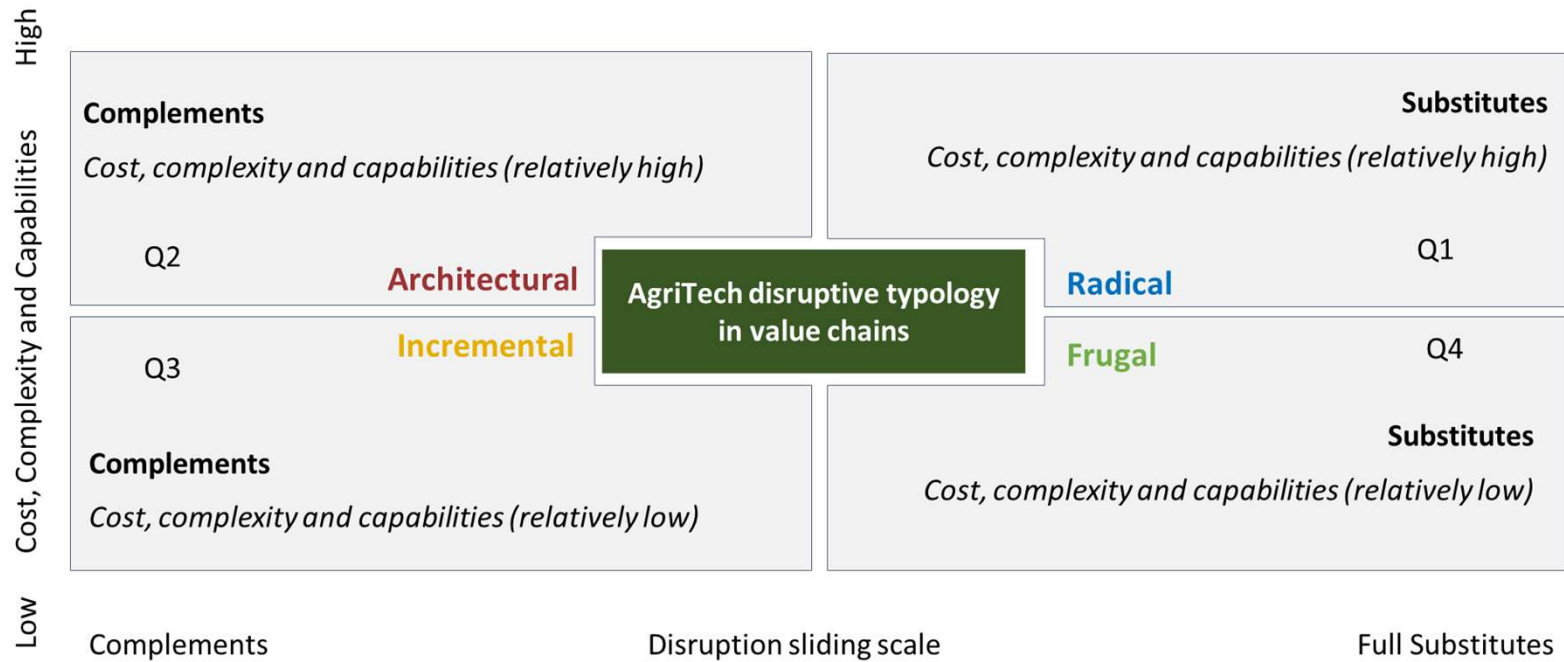 High
Cost, Complexity and Capabilities
Low
Complements
Cost, complexity and capabilities (relatively high)
Q2
Architectural
Substitutes
Cost, complexity and capabilities (relatively high)
Q1
Radical
AgriTech disruptive typology
in value chains
Incremental
Q3
Complements
Cost, complexity and capabilities (relatively low)
Frugal
Q4
Substitutes
Cost, complexity and capabilities (relatively low)
Complements
Disruption sliding scale
Full Substitutes